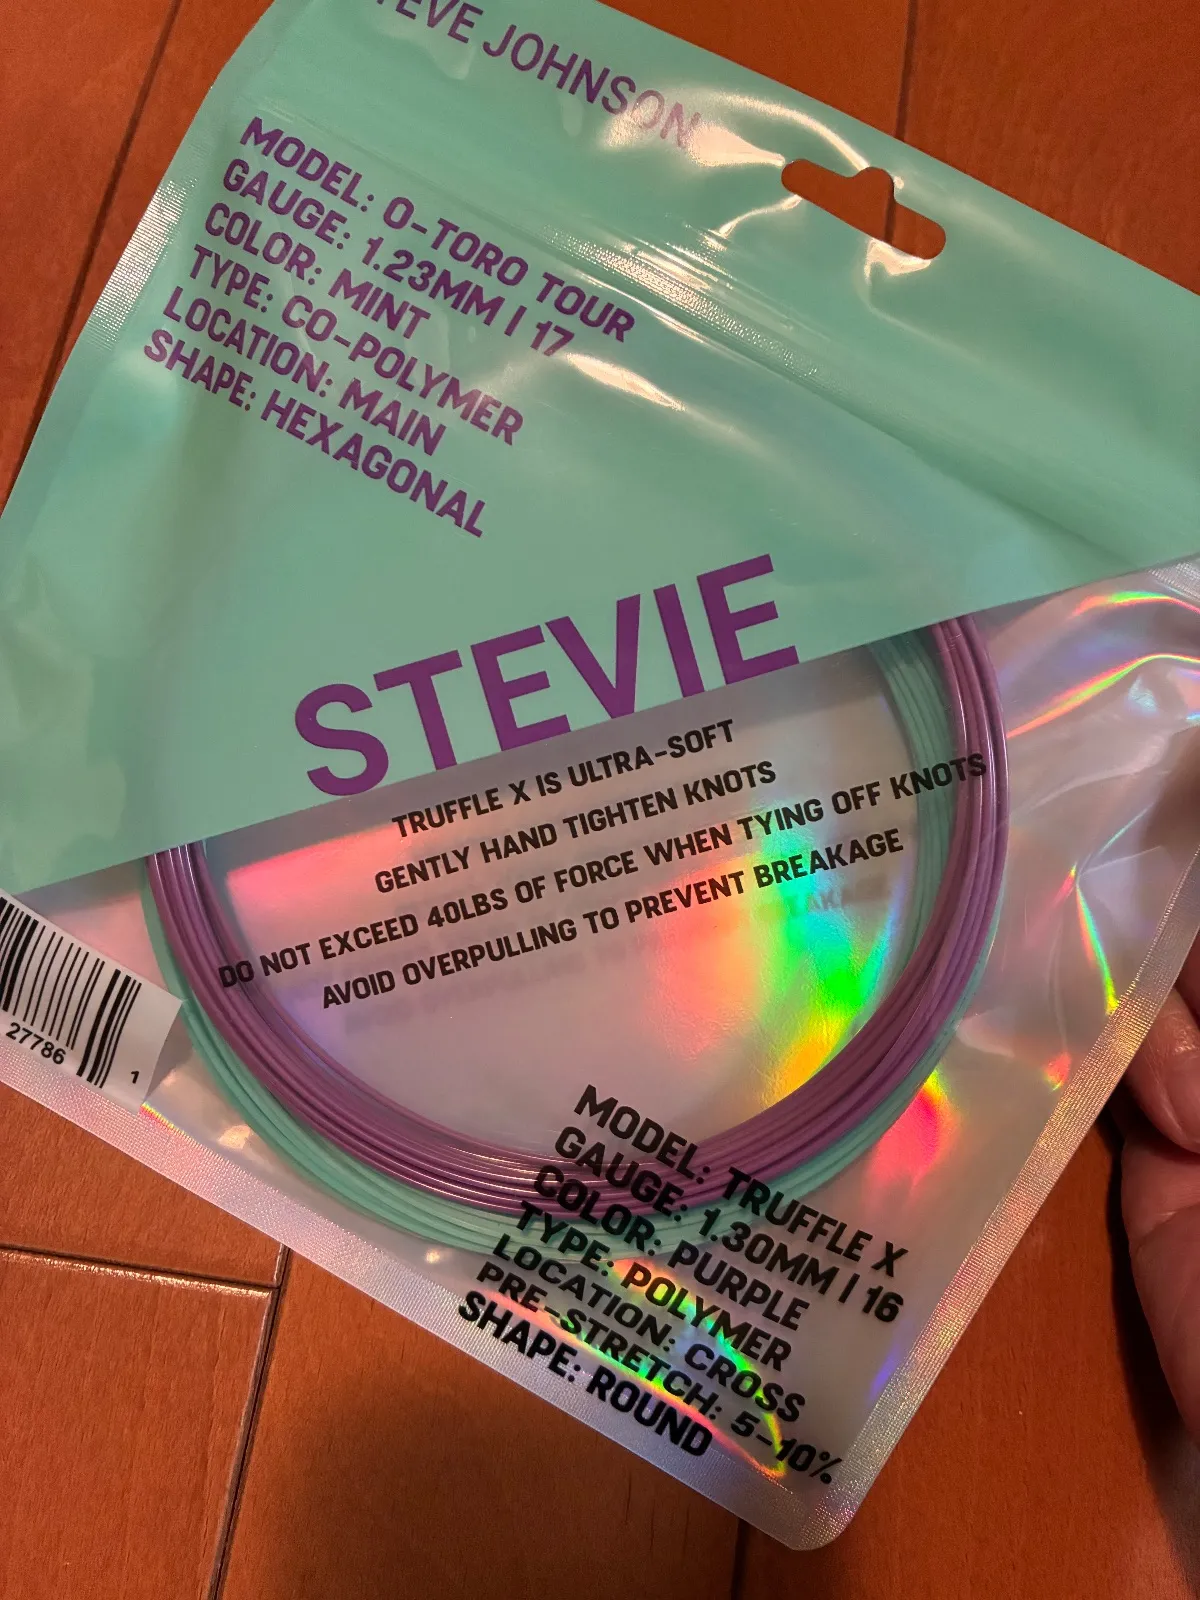 JOHNSON
MODEL: O-TORO TOUR
GAUGE: 1.23MM | 17
COLOR: MINT
TYPE: CO-POLYMER
LOCATION: MAIN
SHAPE: HEXAGONAL
STEVIE
TRUFFLE X IS ULTRA-SOFT
GENTLY HAND TIGHTEN KNOTS
DO NOT EXCEED 40LBS OF FORCE WHEN TYING OFF KNOTS
AVOID OVERPULLING TO PREVENT BREAKAGE
27786 1
MODEL: TRUFFLE X
GAUGE: 1.30MM | 16
COLOR: PURPLE
TYPE: POLYMER
LOCATION: CROSS
PRE-STRETCH: 5-10%
SHAPE: ROUND